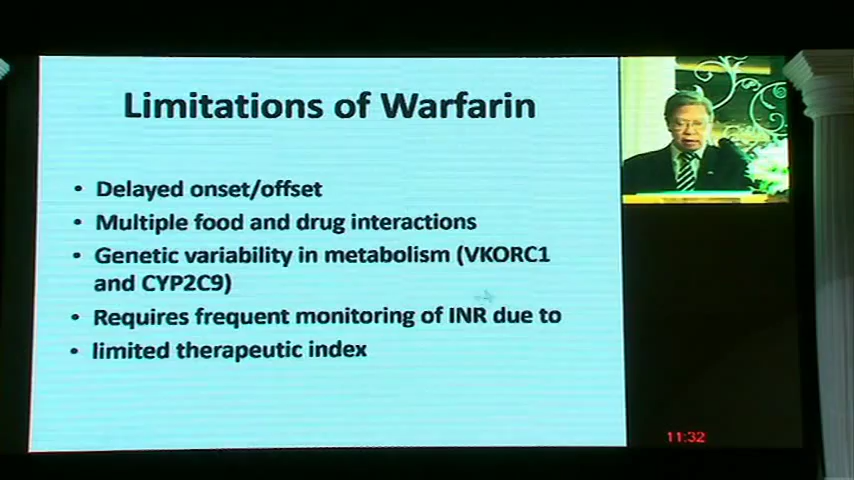 Limitations of Warfarin
• Delayed onset/offset
• Multiple food and drug interactions
• Genetic variability in metabolism (VKORC1
and CYP2C9)
• Requires frequent monitoring of INR due to
• limited therapeutic index
11:32